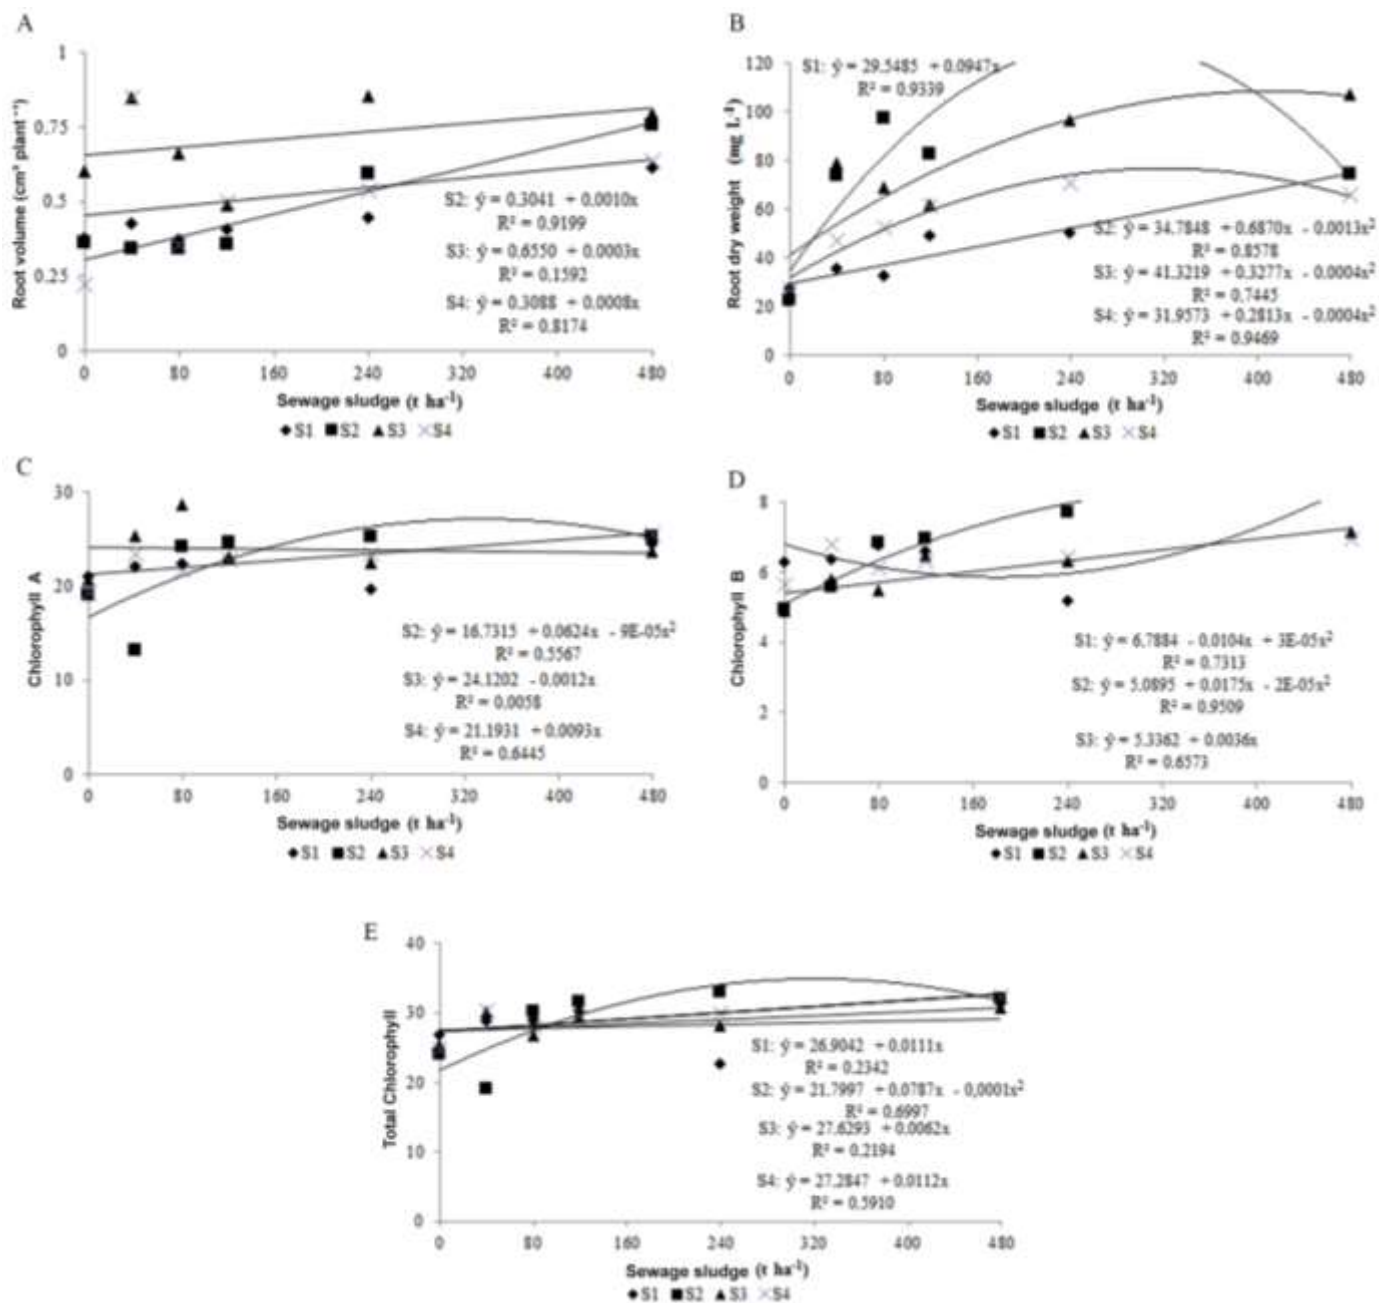 A
1
0.75
0.5
0.25
0
Root volume (cm³ plant⁻¹)
S2: ŷ = 0.3041 + 0.0010x
R² = 0.9199
S3: ŷ = 0.6550 + 0.0003x
R² = 0.1592
S4: ŷ = 0.3088 + 0.0008x
R² = 0.8174
0 80 160 240 320 400 480
Sewage sludge (t ha⁻¹)
S1 S2 S3 S4
B
120
100
80
60
40
20
0
Root dry weight (mg L⁻¹)
S1: ŷ = 29.5485 + 0.0947x
R² = 0.9339
S2: ŷ = 34.7848 + 0.6870x - 0.0013x²
R² = 0.8578
S3: ŷ = 41.3219 + 0.3277x - 0.0004x²
R² = 0.7445
S4: ŷ = 31.9573 + 0.2813x - 0.0004x²
R² = 0.9469
0 80 160 240 320 400 480
Sewage sludge (t ha⁻¹)
S1 S2 S3 S4
C
30
20
10
0
Chlorophyll A
S2: ŷ = 16.7315 + 0.0624x - 9E-05x²
R² = 0.5567
S3: ŷ = 24.1202 - 0.0012x
R² = 0.0058
S4: ŷ = 21.1931 + 0.0093x
R² = 0.6445
0 80 160 240 320 400 480
Sewage sludge (t ha⁻¹)
S1 S2 S3 S4
D
8
6
4
2
0
Chlorophyll B
S1: ŷ = 6.7884 - 0.0104x + 3E-05x²
R² = 0.7313
S2: ŷ = 5.0895 + 0.0175x - 2E-05x²
R² = 0.9509
S3: ŷ = 5.3362 + 0.0036x
R² = 0.6573
0 80 160 240 320 400 480
Sewage sludge (t ha⁻¹)
S1 S2 S3 S4
E
40
30
20
10
0
Total Chlorophyll
S1: ŷ = 26.9042 + 0.0111x
R² = 0.2342
S2: ŷ = 21.7997 + 0.0787x - 0,0001x²
R² = 0.6997
S3: ŷ = 27.6293 + 0.0062x
R² = 0.2194
S4: ŷ = 27.2847 + 0.0112x
R² = 0.5910
0 80 160 240 320 400 480
Sewage sludge (t ha⁻¹)
S1 S2 S3 S4